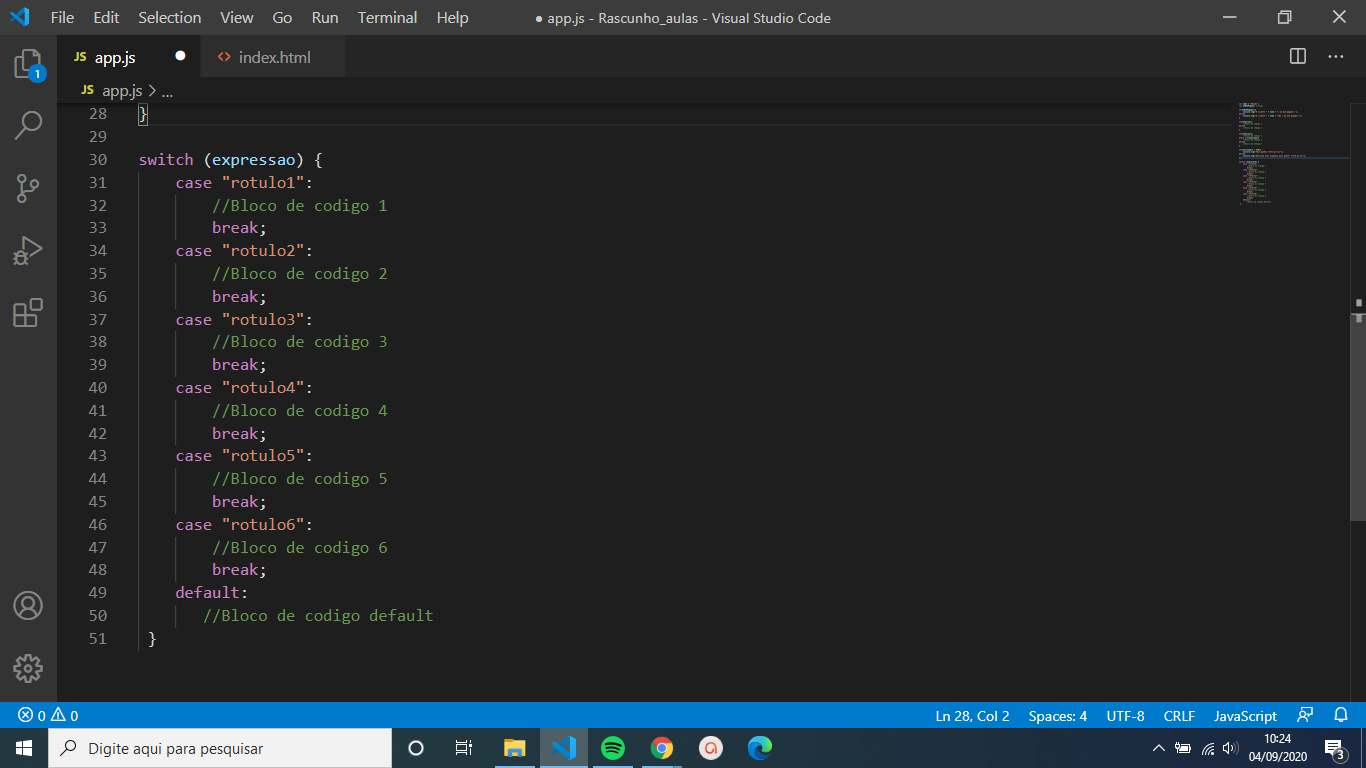 File Edit Selection View Go Run Terminal Help
● app.js - Rascunho_aulas - Visual Studio Code
1
JS app.js ●
<> index.html
JS app.js > ...
28 }
29
30 switch (expressao) {
31 case "rotulo1":
32 //Bloco de codigo 1
33 break;
34 case "rotulo2":
35 //Bloco de codigo 2
36 break;
37 case "rotulo3":
38 //Bloco de codigo 3
39 break;
40 case "rotulo4":
41 //Bloco de codigo 4
42 break;
43 case "rotulo5":
44 //Bloco de codigo 5
45 break;
46 case "rotulo6":
47 //Bloco de codigo 6
48 break;
49 default:
50 //Bloco de codigo default
51 }
0 0
Ln 28, Col 2 Spaces: 4 UTF-8 CRLF JavaScript
Digite aqui para pesquisar
10:24
04/09/2020
3